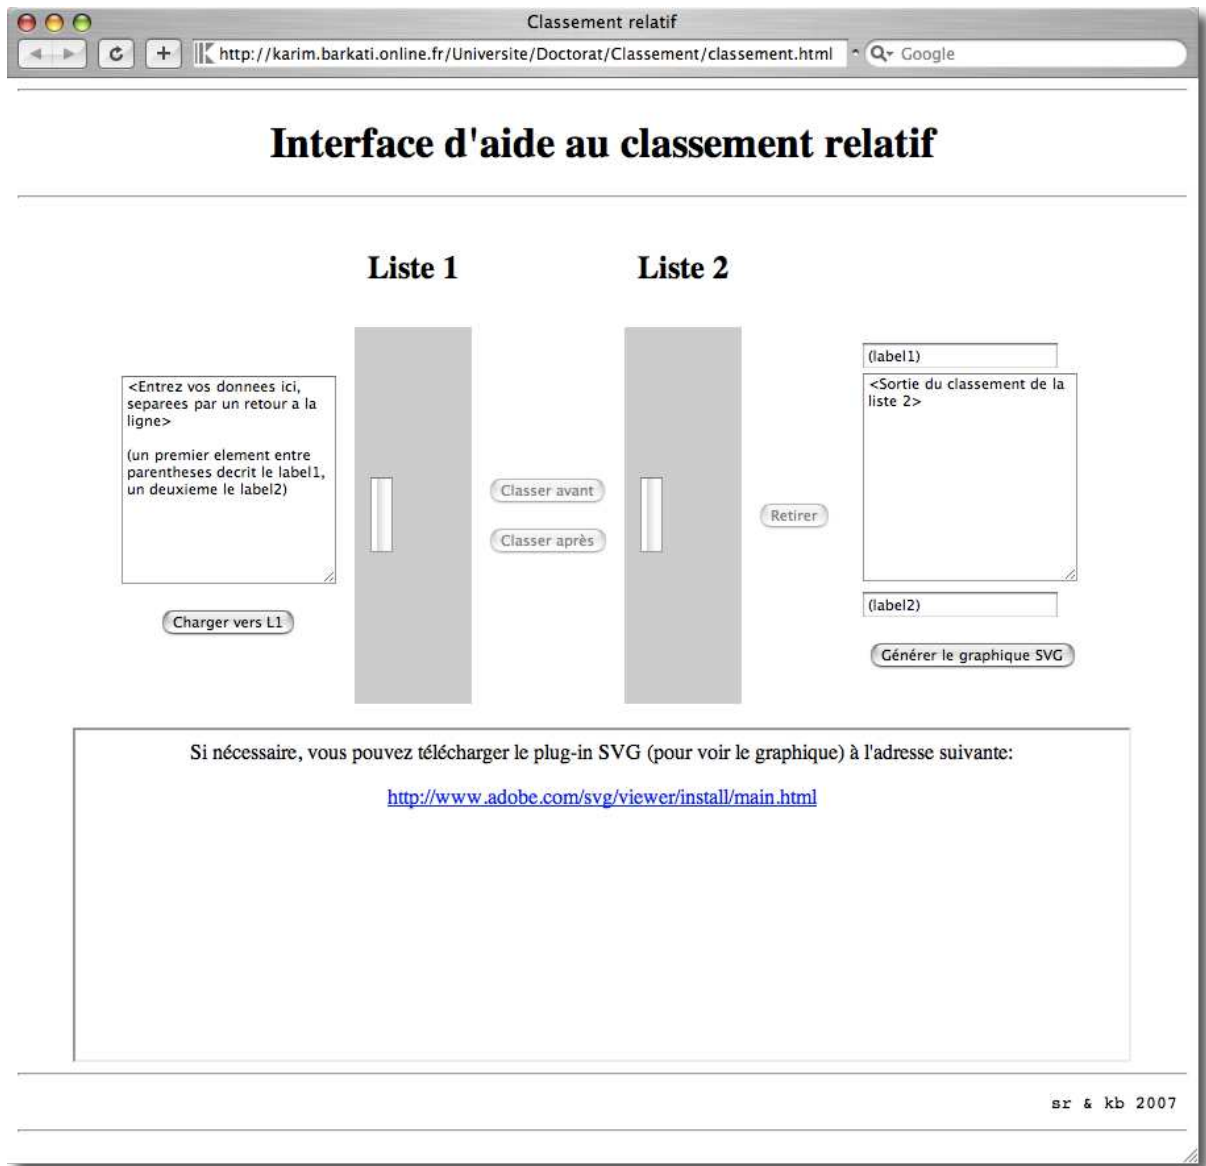 Classement relatif
http://karim.barkati.online.fr/Universite/Doctorat/Classement/classement.html
Google
Interface d'aide au classement relatif
Liste 1
Liste 2
<Entrez vos donnees ici,
separees par un retour a la
ligne>
(un premier element entre
parentheses decrit le label1,
un deuxieme le label2)
Charger vers L1
Classer avant
Classer après
Retirer
(label1)
<Sortie du classement de la
liste 2>
(label2)
Générer le graphique SVG
Si nécessaire, vous pouvez télécharger le plug-in SVG (pour voir le graphique) à l'adresse suivante:
http://www.adobe.com/svg/viewer/install/main.html
sr & kb 2007